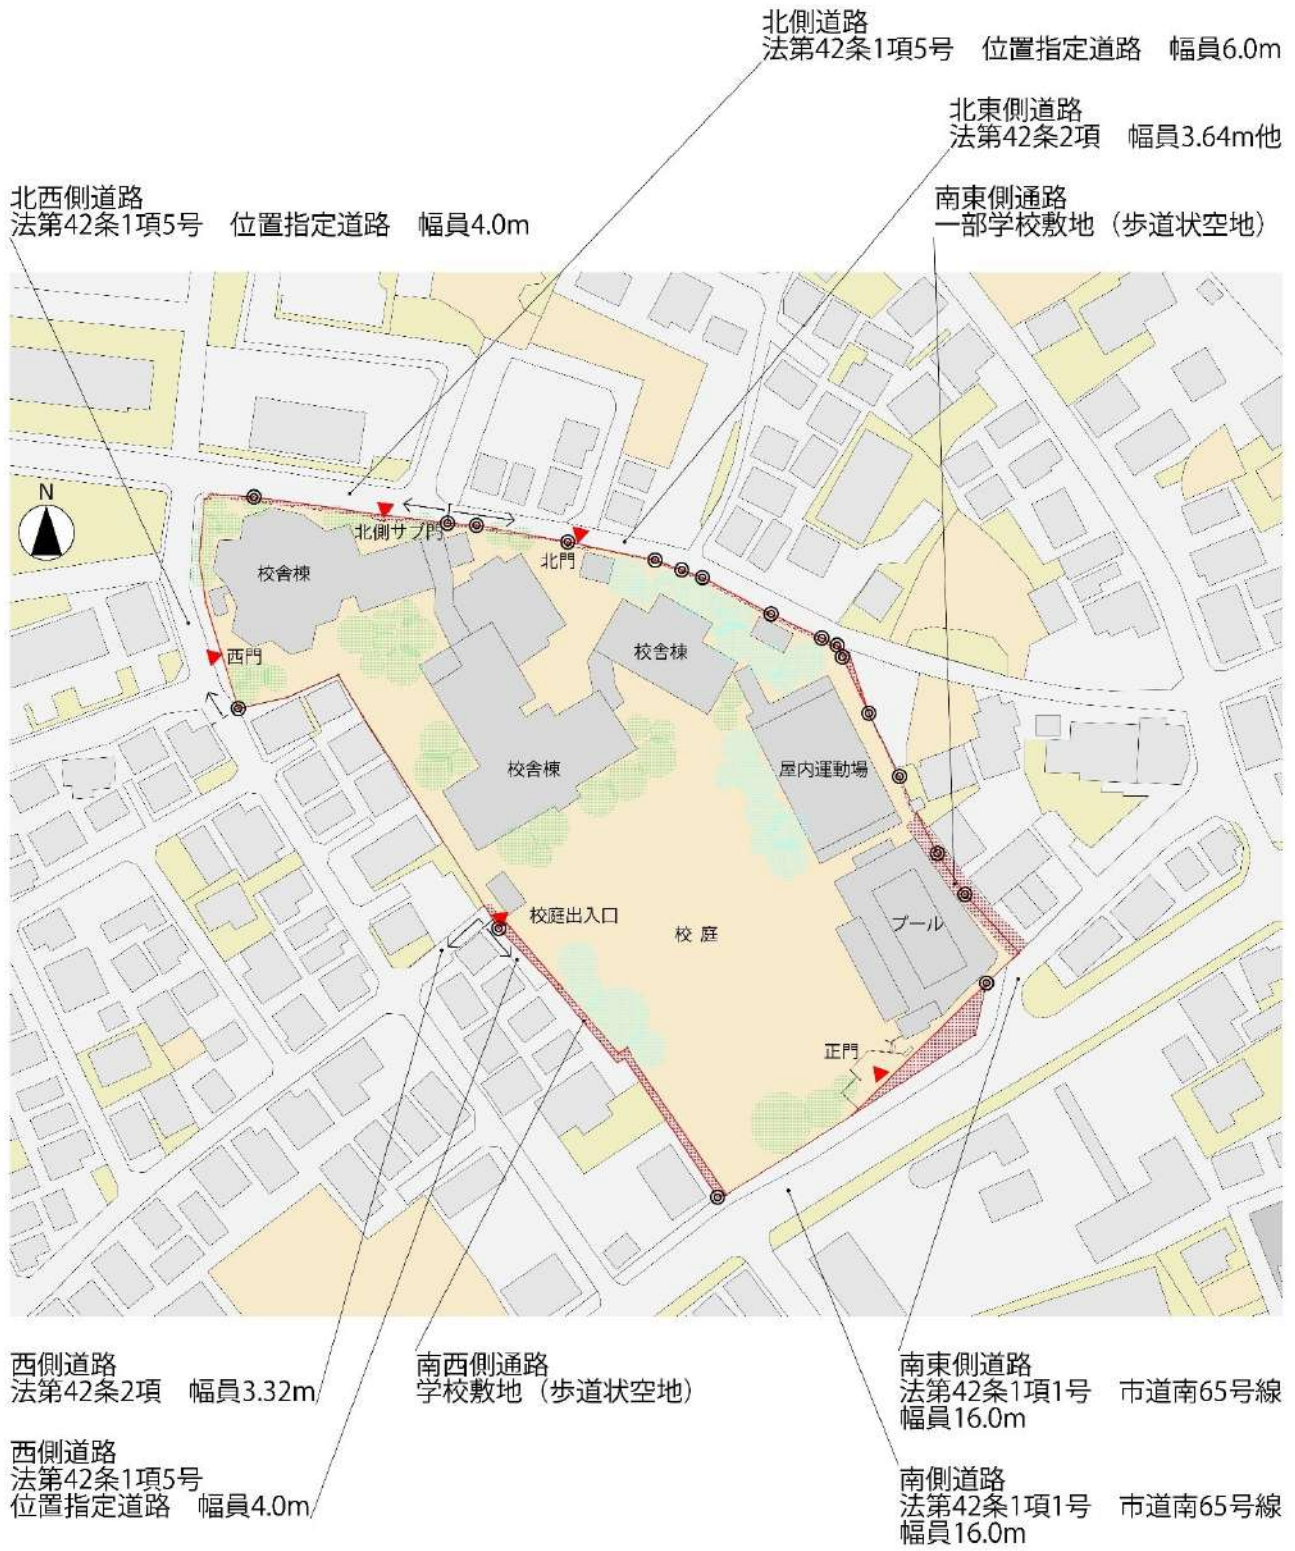 北側道路
法第42条1項5号　位置指定道路　幅員6.0m
北東側道路
法第42条2項　幅員3.64m他
北西側道路
法第42条1項5号　位置指定道路　幅員4.0m
南東側通路
一部学校敷地（歩道状空地）
N
北側サブ門
北門
校舎棟
校舎棟
西門
校舎棟
屋内運動場
校庭出入口
校 庭
プール
正門
西側道路
法第42条2項　幅員3.32m
南西側通路
学校敷地（歩道状空地）
南東側道路
法第42条1項1号　市道南65号線
幅員16.0m
西側道路
法第42条1項5号
位置指定道路　幅員4.0m
南側道路
法第42条1項1号　市道南65号線
幅員16.0m